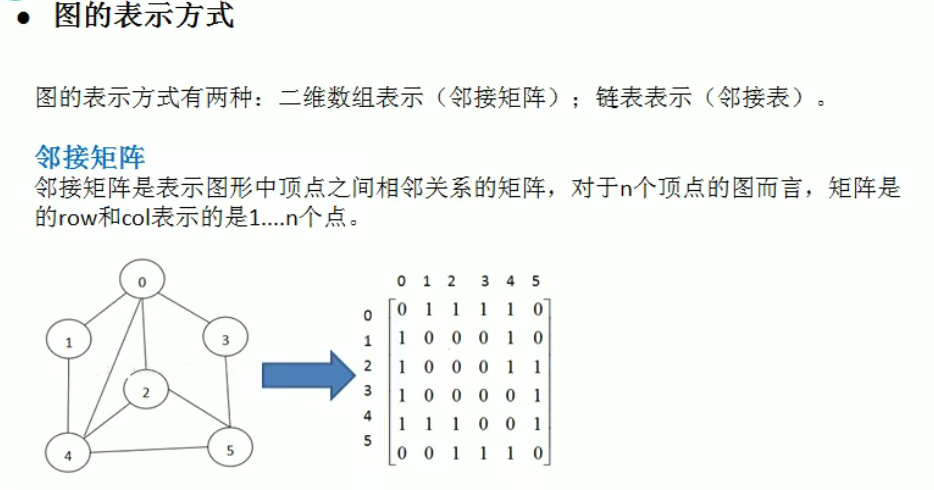 ● 图的表示方式
图的表示方式有两种：二维数组表示（邻接矩阵）；链表表示（邻接表）。
邻接矩阵
邻接矩阵是表示图形中顶点之间相邻关系的矩阵，对于n个顶点的图而言，矩阵是
的row和col表示的是1....n个点。
0
1
3
2
4
5
0 1 2 3 4 5
0 0 1 1 1 1 0
1 1 0 0 0 1 0
2 1 0 0 0 1 1
3 1 0 0 0 0 1
4 1 1 1 0 0 1
5 0 0 1 1 1 0